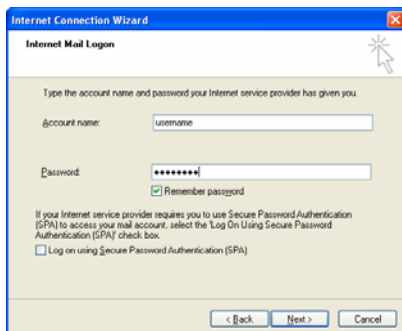 Internet Connection Wizard
Internet Mail Logon
Type the account name and password your Internet service provider has given you.
Account name:
username
Password:
••••••••
Remember password
If your Internet service provider requires you to use Secure Password Authentication
(SPA) to access your mail account, select the 'Log On Using Secure Password
Authentication (SPA)' check box.
Log on using Secure Password Authentication (SPA)
< Back
Next >
Cancel